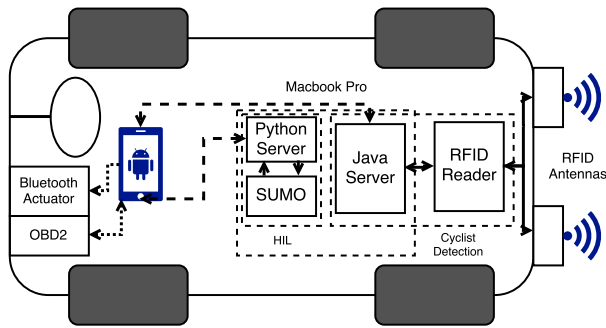 Macbook Pro
Python
Server
SUMO
Java
Server
RFID
Reader
RFID
Antennas
Bluetooth
Actuator
OBD2
HIL
Cyclist
Detection